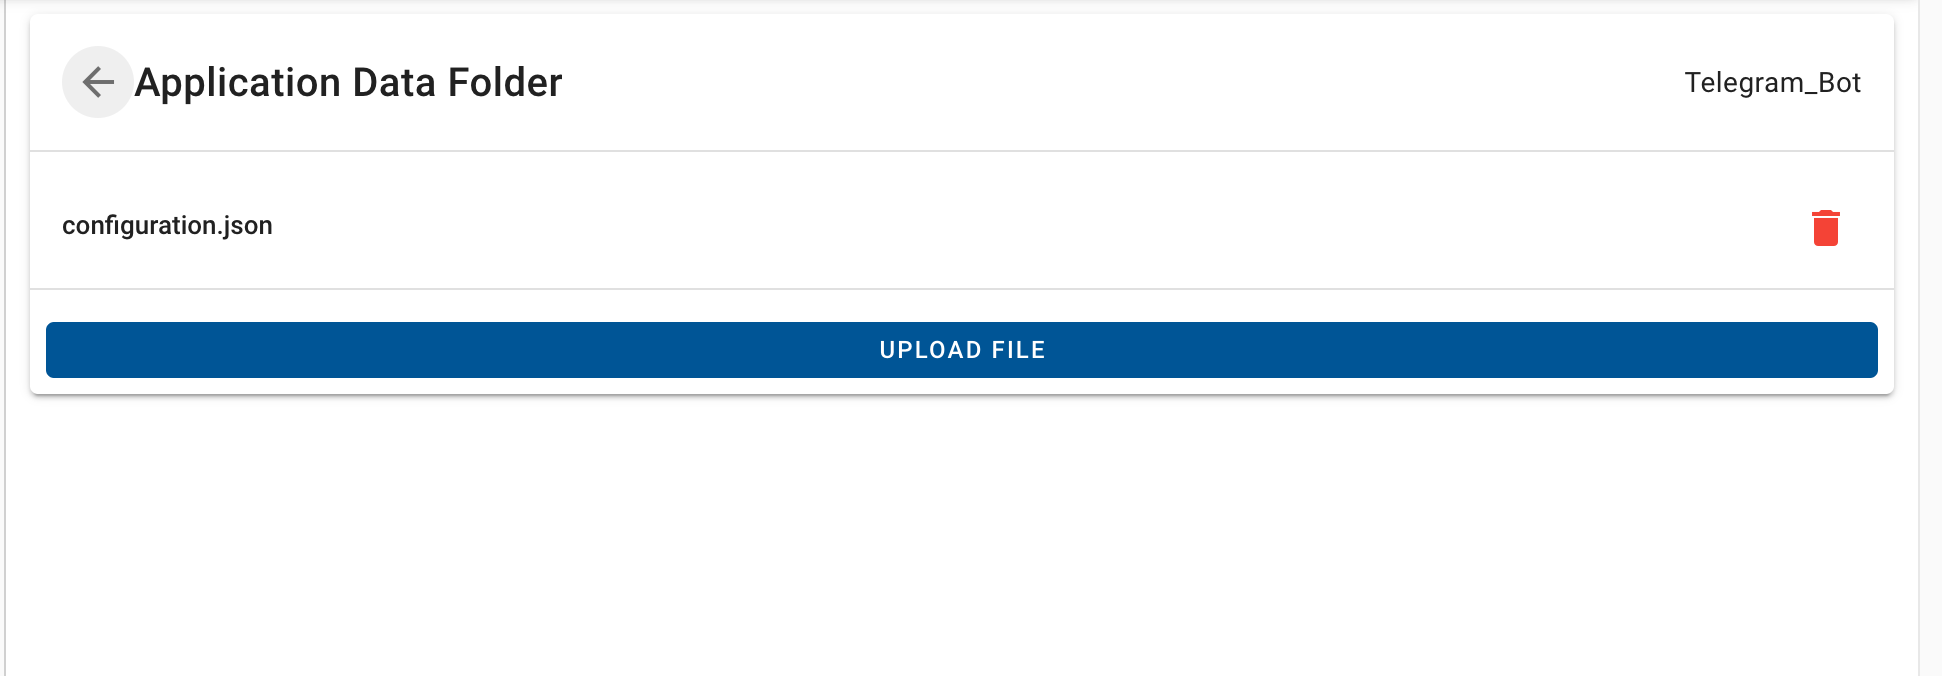 Application Data Folder
Telegram_Bot
configuration.json
UPLOAD FILE